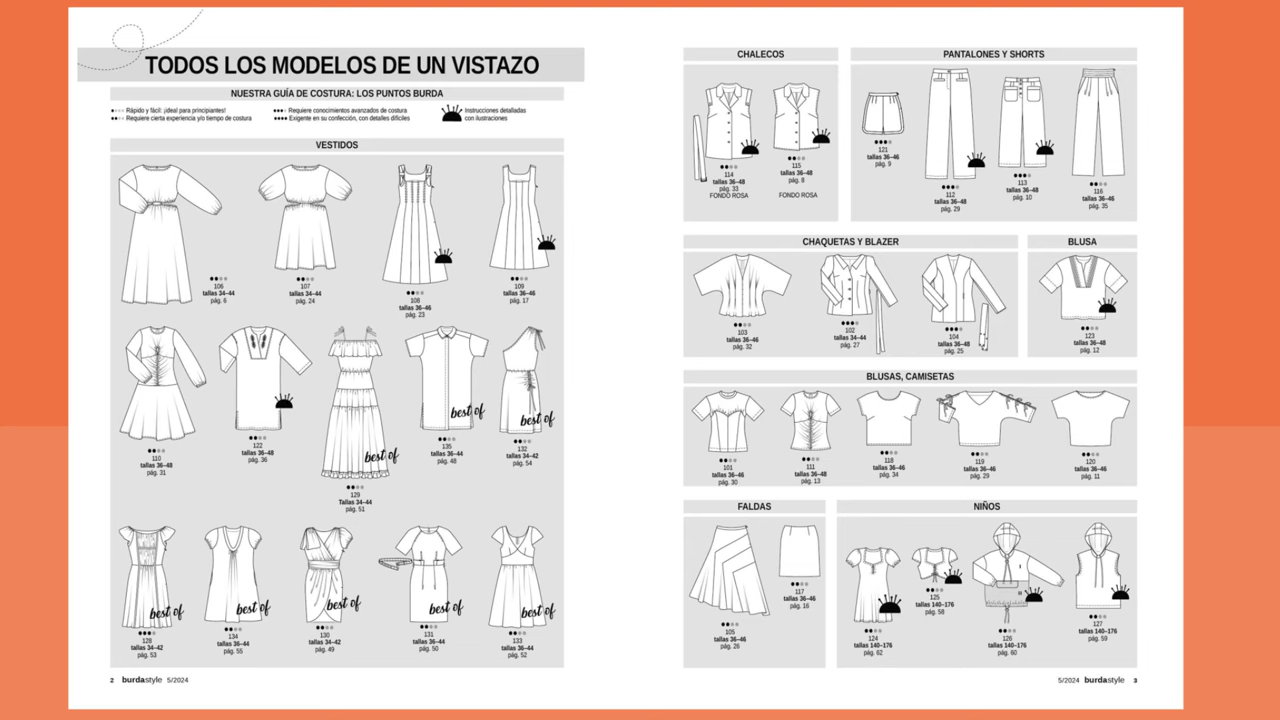 TODOS LOS MODELOS DE UN VISTAZO
NUESTRA GUÍA DE COSTURA: LOS PUNTOS BURDA
Rápido y fácil: ¡ideal para principiantes!
Requiere cierta experiencia y/o tiempo de costura
Requiere conocimientos avanzados de costura
Exigente en su confección, con detalles difíciles
Instrucciones detalladas
con ilustraciones
VESTIDOS
106
tallas 34–44
pág. 6
107
tallas 34–44
pág. 24
108
tallas 36–46
pág. 23
109
tallas 36–46
pág. 17
110
tallas 36–48
pág. 31
122
tallas 36–48
pág. 36
best of
129
Tallas 34–44
pág. 51
best of
135
tallas 36–44
pág. 48
best of
132
tallas 34–42
pág. 54
best of
128
tallas 34–42
pág. 53
best of
134
tallas 36–44
pág. 55
best of
130
tallas 34–42
pág. 49
best of
131
tallas 36–44
pág. 50
best of
133
tallas 36–44
pág. 52
2 burdastyle 5/2024
CHALECOS
114
tallas 36–48
pág. 33
FONDO ROSA
115
tallas 36–48
pág. 8
FONDO ROSA
PANTALONES Y SHORTS
121
tallas 36–46
pág. 9
112
tallas 36–48
pág. 29
113
tallas 36–48
pág. 10
116
tallas 36–46
pág. 35
CHAQUETAS Y BLAZER
103
tallas 36–46
pág. 32
102
tallas 34–44
pág. 27
104
tallas 36–48
pág. 25
BLUSA
123
tallas 36–48
pág. 12
BLUSAS, CAMISETAS
101
tallas 36–46
pág. 30
111
tallas 36–48
pág. 13
118
tallas 36–46
pág. 34
119
tallas 36–46
pág. 29
120
tallas 36–46
pág. 11
FALDAS
105
tallas 36–46
pág. 26
117
tallas 36–46
pág. 16
NIÑOS
124
tallas 140–176
pág. 62
125
tallas 140–176
pág. 58
126
tallas 140–176
pág. 60
127
tallas 140–176
pág. 59
5/2024 burdastyle 3